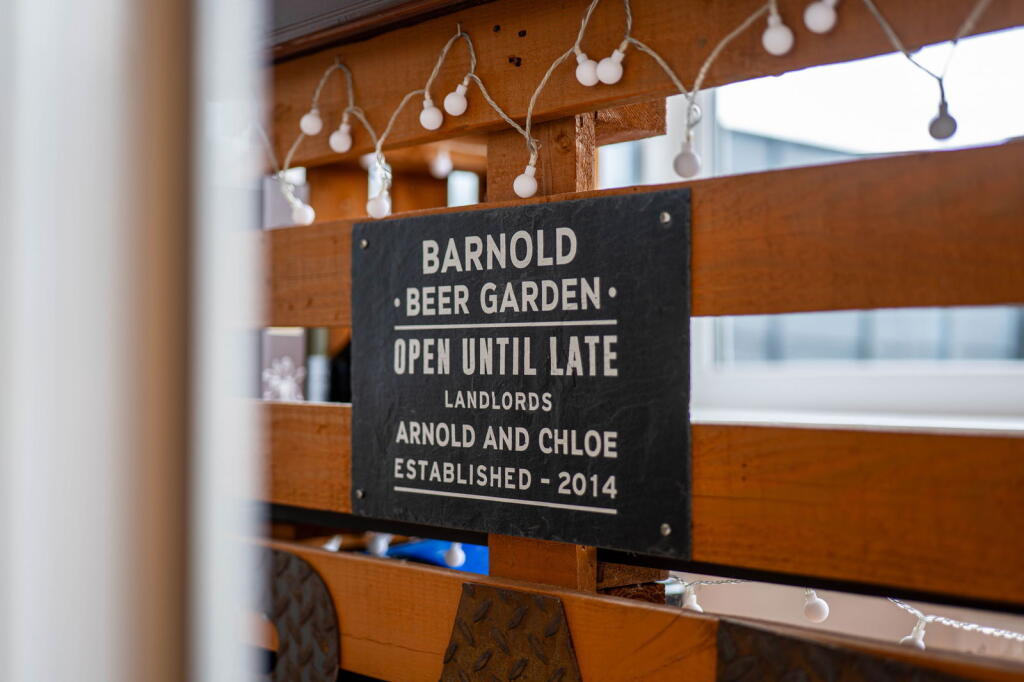 BARNOLD
• BEER GARDEN •
OPEN UNTIL LATE
LANDLORDS
ARNOLD AND CHLOE
ESTABLISHED - 2014